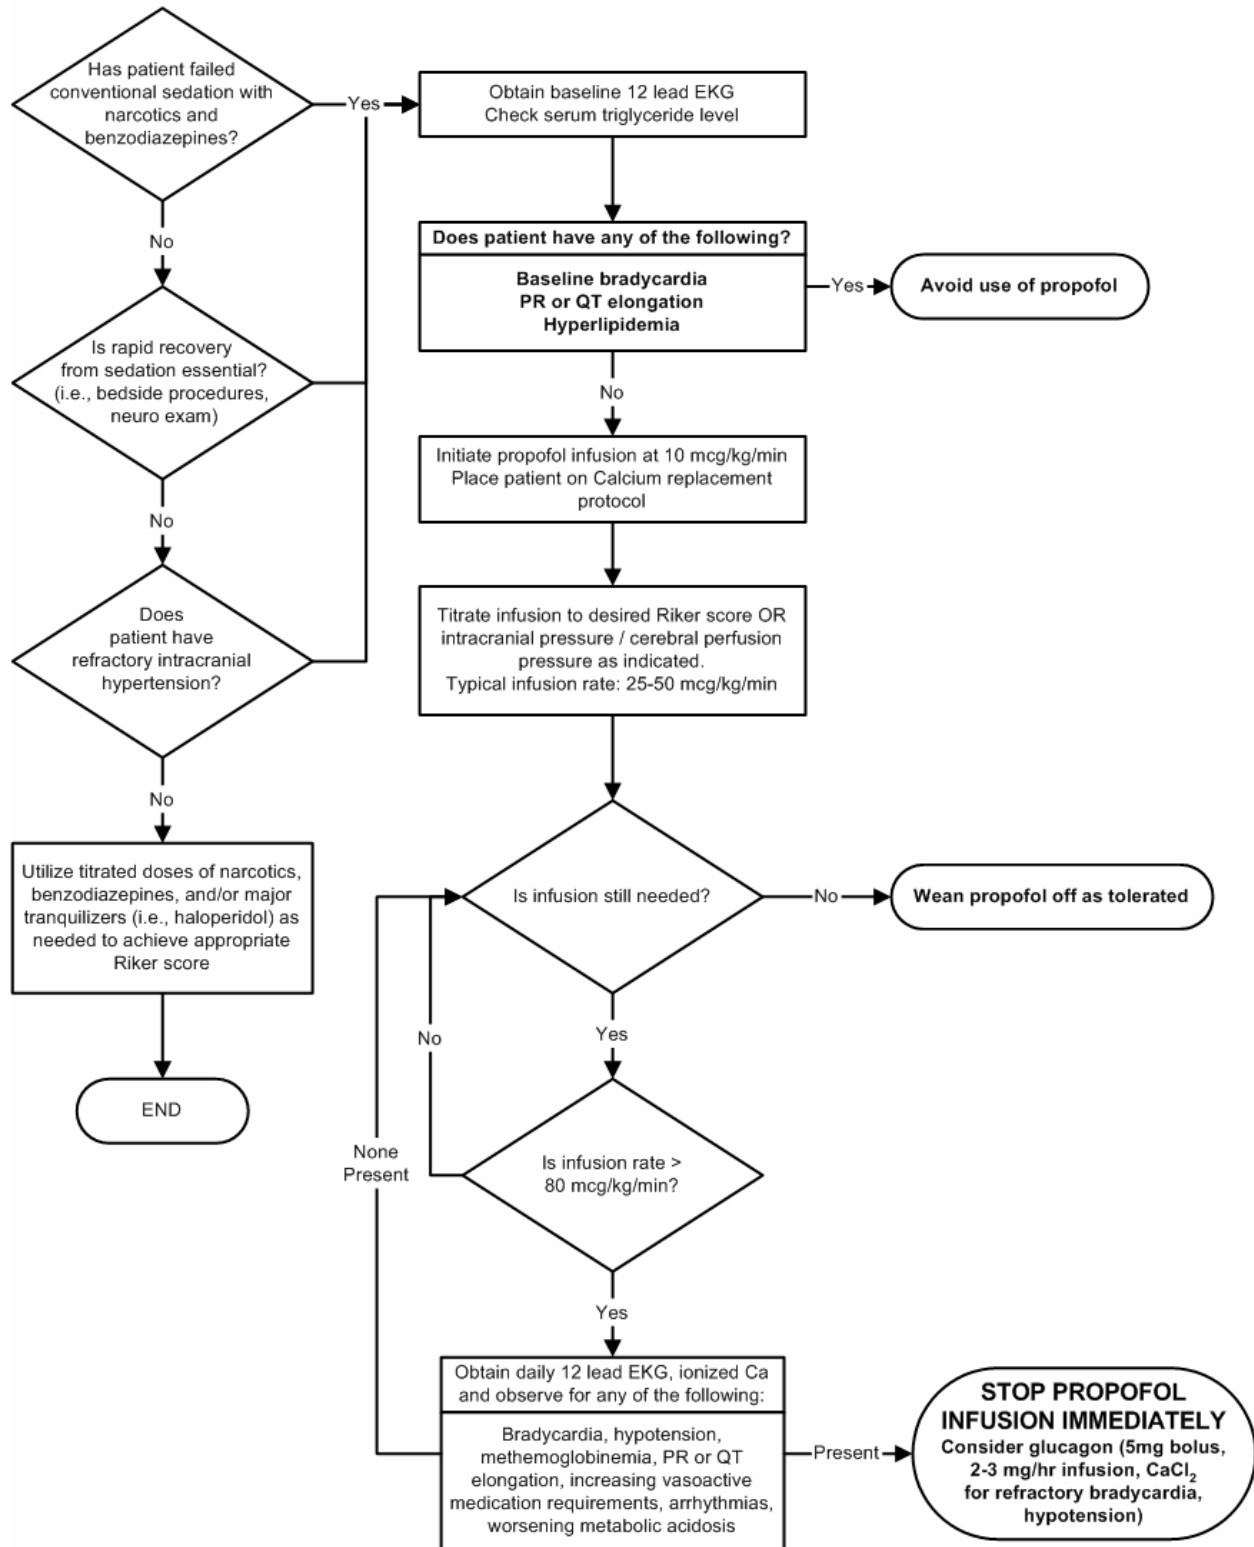 Has patient failed
conventional sedation with
narcotics and
benzodiazepines?
Yes
Obtain baseline 12 lead EKG
Check serum triglyceride level
No
Does patient have any of the following?
Baseline bradycardia
PR or QT elongation
Hyperlipidemia
Yes
Avoid use of propofol
Is rapid recovery
from sedation essential?
(i.e., bedside procedures,
neuro exam)
No
Initiate propofol infusion at 10 mcg/kg/min
Place patient on Calcium replacement
protocol
No
Does
patient have
refractory intracranial
hypertension?
Titrate infusion to desired Riker score OR
intracranial pressure / cerebral perfusion
pressure as indicated.
Typical infusion rate: 25-50 mcg/kg/min
No
Utilize titrated doses of narcotics,
benzodiazepines, and/or major
tranquilizers (i.e., haloperidol) as
needed to achieve appropriate
Riker score
END
Is infusion still needed?
No
Wean propofol off as tolerated
Yes
No
Is infusion rate >
80 mcg/kg/min?
None
Present
Yes
Obtain daily 12 lead EKG, ionized Ca
and observe for any of the following:
Bradycardia, hypotension,
methemoglobinemia, PR or QT
elongation, increasing vasoactive
medication requirements, arrhythmias,
worsening metabolic acidosis
Present
STOP PROPOFOL
INFUSION IMMEDIATELY
Consider glucagon (5mg bolus,
2-3 mg/hr infusion, CaCl₂
for refractory bradycardia,
hypotension)